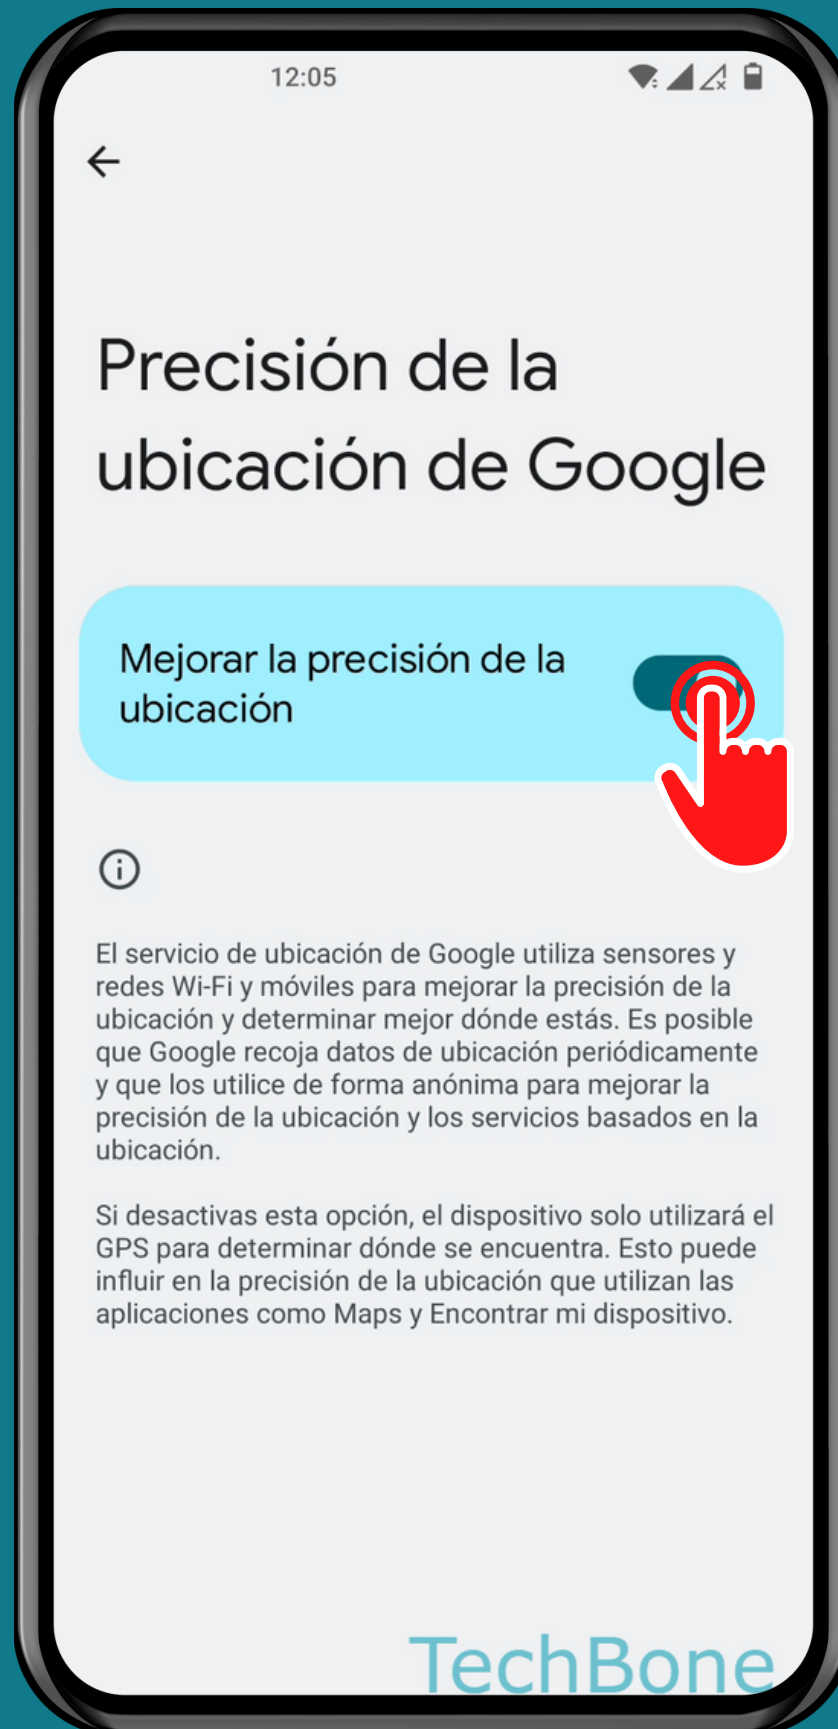 12:05
Precisión de la
ubicación de Google
Mejorar la precisión de la
ubicación
El servicio de ubicación de Google utiliza sensores y
redes Wi-Fi y móviles para mejorar la precisión de la
ubicación y determinar mejor dónde estás. Es posible
que Google recoja datos de ubicación periódicamente
y que los utilice de forma anónima para mejorar la
precisión de la ubicación y los servicios basados en la
ubicación.
Si desactivas esta opción, el dispositivo solo utilizará el
GPS para determinar dónde se encuentra. Esto puede
influir en la precisión de la ubicación que utilizan las
aplicaciones como Maps y Encontrar mi dispositivo.
TechBone